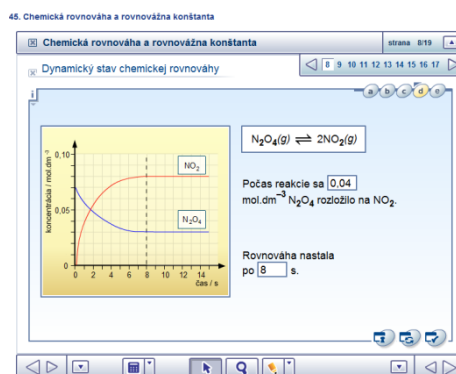 45. Chemická rovnováha a rovnovážna konštanta
Chemická rovnováha a rovnovážna konštanta
strana 8/19
Dynamický stav chemickej rovnováhy
8 9 10 11 12 13 14 15 16 17
i
a b c d e
koncentrácia / mol.dm⁻³
0,10
0,05
0
NO₂
N₂O₄
0 2 4 6 8 10 12 14
čas / s
N₂O₄(g) ⇌ 2NO₂(g)
Počas reakcie sa 0,04
mol.dm⁻³ N₂O₄ rozložilo na NO₂.
Rovnováha nastala
po 8 s.